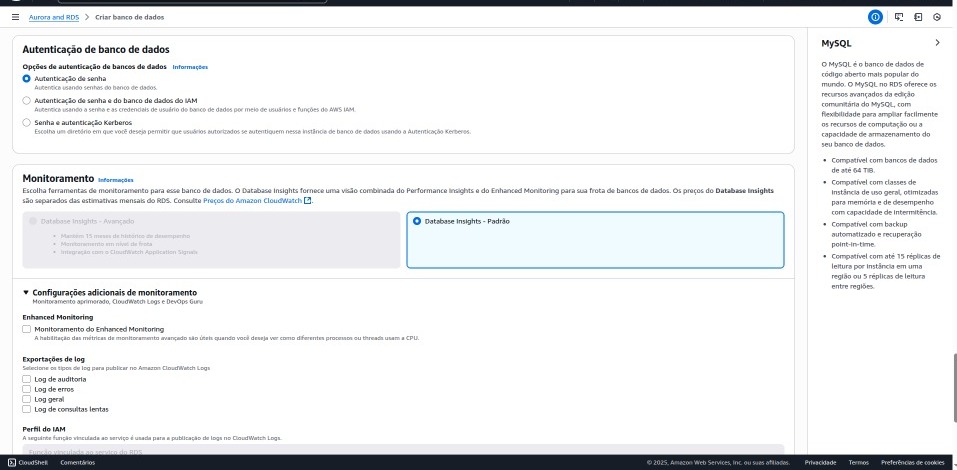 Aurora and RDS > Criar banco de dados
Autenticação de banco de dados
Opções de autenticação de bancos de dados Informações
Autenticação de senha
Autentica usando senhas do banco de dados.
Autenticação de senha e do banco de dados do IAM
Autentica usando a senha e as credenciais de usuário do banco de dados por meio de usuários e funções do AWS IAM.
Senha e autenticação Kerberos
Escolha um diretório em que você deseja permitir que usuários autorizados se autentiquem nessa instância de banco de dados usando a Autenticação Kerberos.
Monitoramento Informações
Escolha ferramentas de monitoramento para esse banco de dados. O Database Insights fornece uma visão combinada do Performance Insights e do Enhanced Monitoring para sua frota de bancos de dados. Os preços do Database Insights
são separados das estimativas mensais do RDS. Consulte Preços do Amazon CloudWatch
Database Insights - Avançado
Mantém 15 meses de histórico de desempenho
Monitoramento em nível de frota
Integração com o CloudWatch Application Signals
Database Insights - Padrão
Configurações adicionais de monitoramento
Monitoramento aprimorado, CloudWatch Logs e DevOps Guru
Enhanced Monitoring
Monitoramento do Enhanced Monitoring
A habilitação das métricas de monitoramento avançado são úteis quando você deseja ver como diferentes processos ou threads usam a CPU.
Exportações de log
Selecione os tipos de log para publicar no Amazon CloudWatch Logs
Log de auditoria
Log de erros
Log geral
Log de consultas lentas
Perfil do IAM
A seguinte função vinculada ao serviço é usada para a publicação de logs no CloudWatch Logs.
Função vinculada ao serviço do RDS
MySQL
O MySQL é o banco de dados de
código aberto mais popular do
mundo. O MySQL no RDS oferece os
recursos avançados da edição
comunitária do MySQL, com
flexibilidade para ampliar facilmente
os recursos de computação ou a
capacidade de armazenamento do
seu banco de dados.
Compatível com bancos de dados
de até 64 TiB.
Compatível com classes de
instância de uso geral, otimizadas
para memória e de desempenho
com capacidade de intermitência.
Compatível com backup
automatizado e recuperação
point-in-time.
Compatível com até 15 réplicas de
leitura por instância em uma
região ou 5 réplicas de leitura
entre regiões.
CloudShell Comentários © 2025, Amazon Web Services, Inc. ou suas afiliadas. Privacidade Termos Preferências de cookies